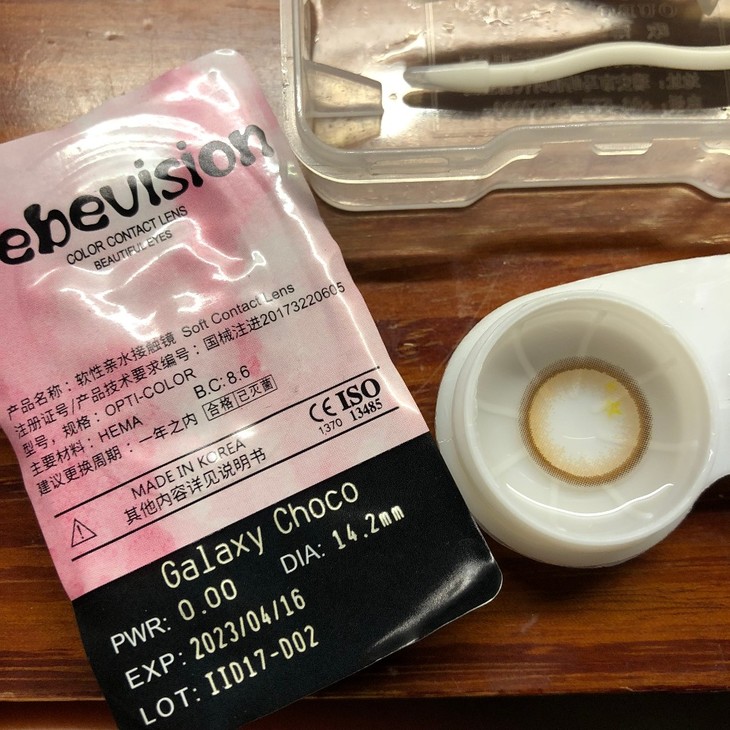 ebevision
COLOR CONTACT LENS
BEAUTIFUL EYES
产品名称：软性亲水接触镜 Soft Contact Lens
注册证号/产品技术要求编号：国械注进20173220605
型号，规格：OPTI-COLOR B.C: 8.6
主要材料：HEMA 合格 已灭菌
建议更换周期：一年之内
CE 1370 ISO 13485
MADE IN KOREA
其他内容详见说明书
Galaxy Choco
PWR: 0.00 DIA: 14.2mm
EXP: 2023/04/16
LOT: IID17-D02